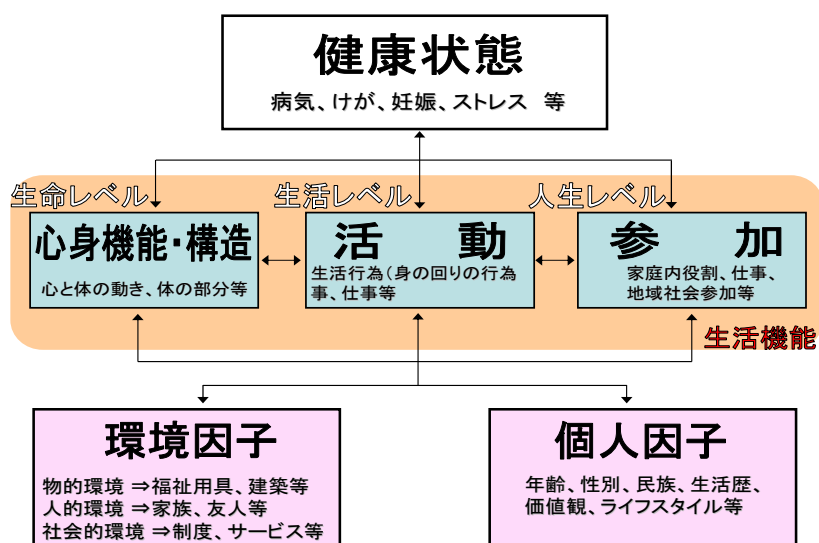 健康状態
病気、けが、妊娠、ストレス 等
生命レベル
生活レベル
人生レベル
心身機能・構造
心と体の動き、体の部分等
活 動
生活行為（身の回りの行為
事、仕事等
参 加
家庭内役割、仕事、
地域社会参加等
生活機能
環境因子
物的環境 ⇒福祉用具、建築等
人的環境 ⇒家族、友人等
社会的環境 ⇒制度、サービス等
個人因子
年齢、性別、民族、生活歴、
価値観、ライフスタイル等